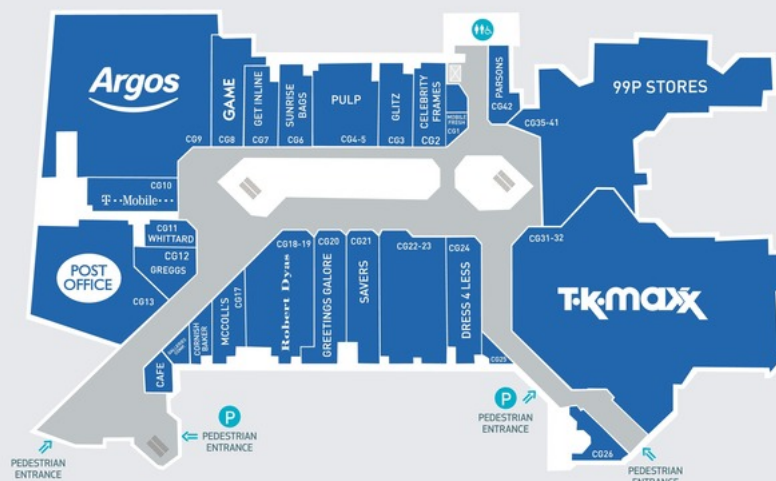 Argos
CG9
GAME
CG8
GET INLINE
CG7
SUNRISE
BAGS
CG6
PULP
CG4-5
GLITZ
CG3
CELEBRITY
FRAMES
CG2
MOBILE
FRESH
CG1
PARSONS
CG42
CG35-41
99P STORES
CG10
T··Mobile···
CG11
WHITTARD
CG12
GREGGS
POST
OFFICE
CG13
CAFE
CORNISH
BAKER
MCCOLL'S
CG17
CG18-19
Robert Dyas
CG20
GREETINGS GALORE
CG21
SAVERS
CG22-23
CG24
DRESS 4 LESS
CG25
CG31-32
T·K·maxx
CG26
P
PEDESTRIAN
ENTRANCE
P
PEDESTRIAN
ENTRANCE
PEDESTRIAN
ENTRANCE
PEDESTRIAN
ENTRANCE